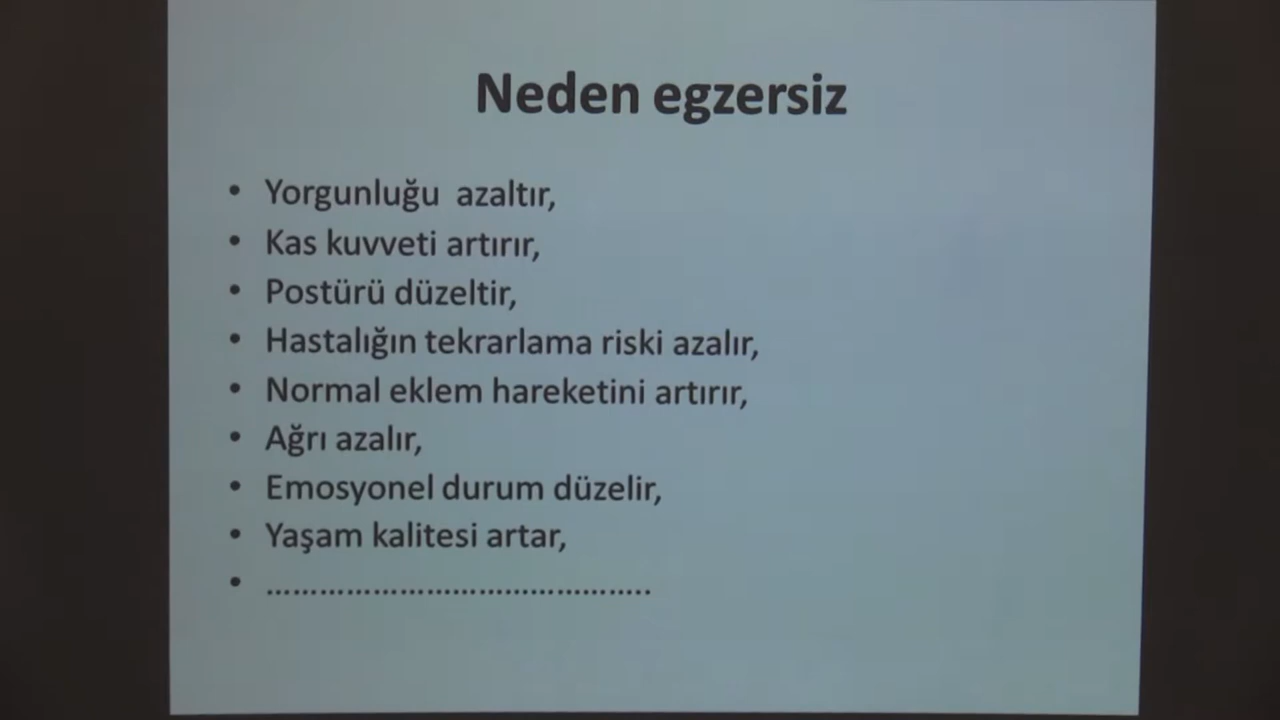 Neden egzersiz
• Yorgunluğu azaltır,
• Kas kuvveti artırır,
• Postürü düzeltir,
• Hastalığın tekrarlama riski azalır,
• Normal eklem hareketini artırır,
• Ağrı azalır,
• Emosyonel durum düzelir,
• Yaşam kalitesi artar,
• ...........................................